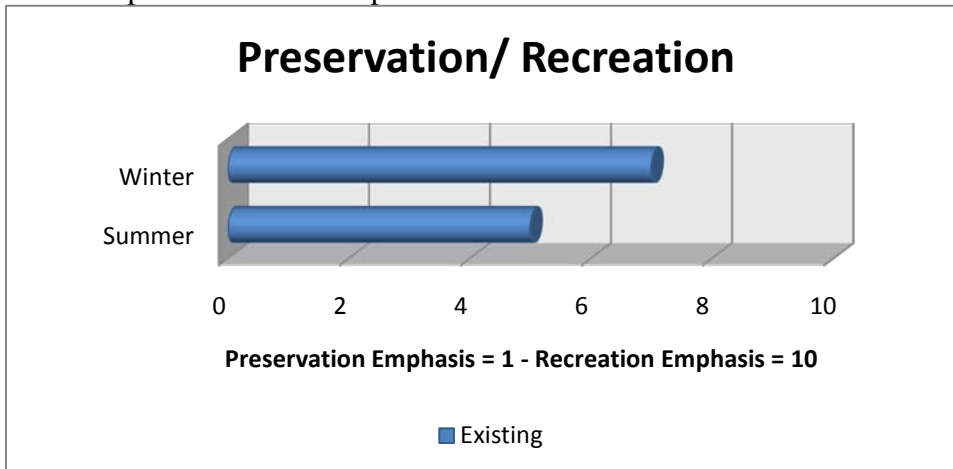 Preservation/ Recreation
Winter
Summer
0 2 4 6 8 10
Preservation Emphasis = 1 - Recreation Emphasis = 10
Existing